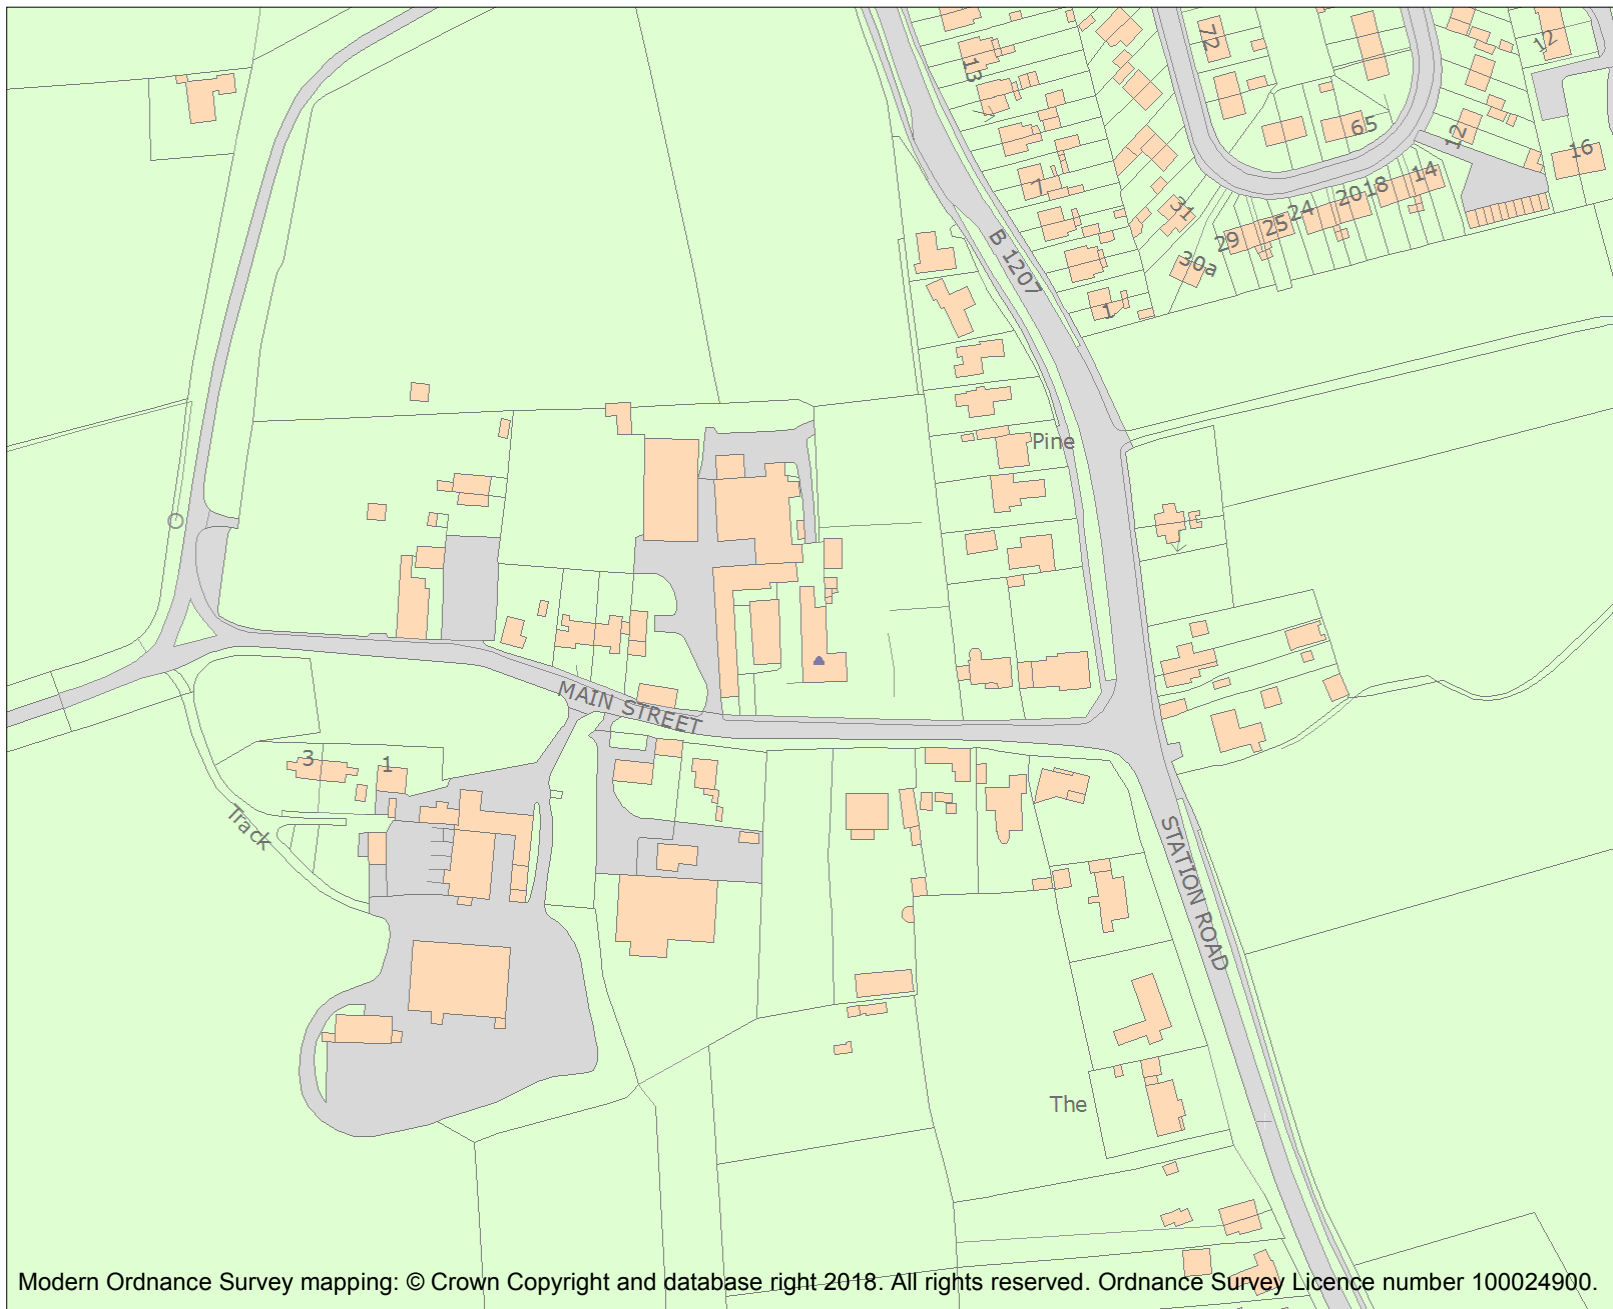 72
12
13
65
12
16
7
14
2018
31
24
25
29
30a
B 1207
1
Pine
MAIN STREET
3
1
Track
STATION ROAD
The
Modern Ordnance Survey mapping: © Crown Copyright and database right 2018. All rights reserved. Ordnance Survey Licence number 100024900.